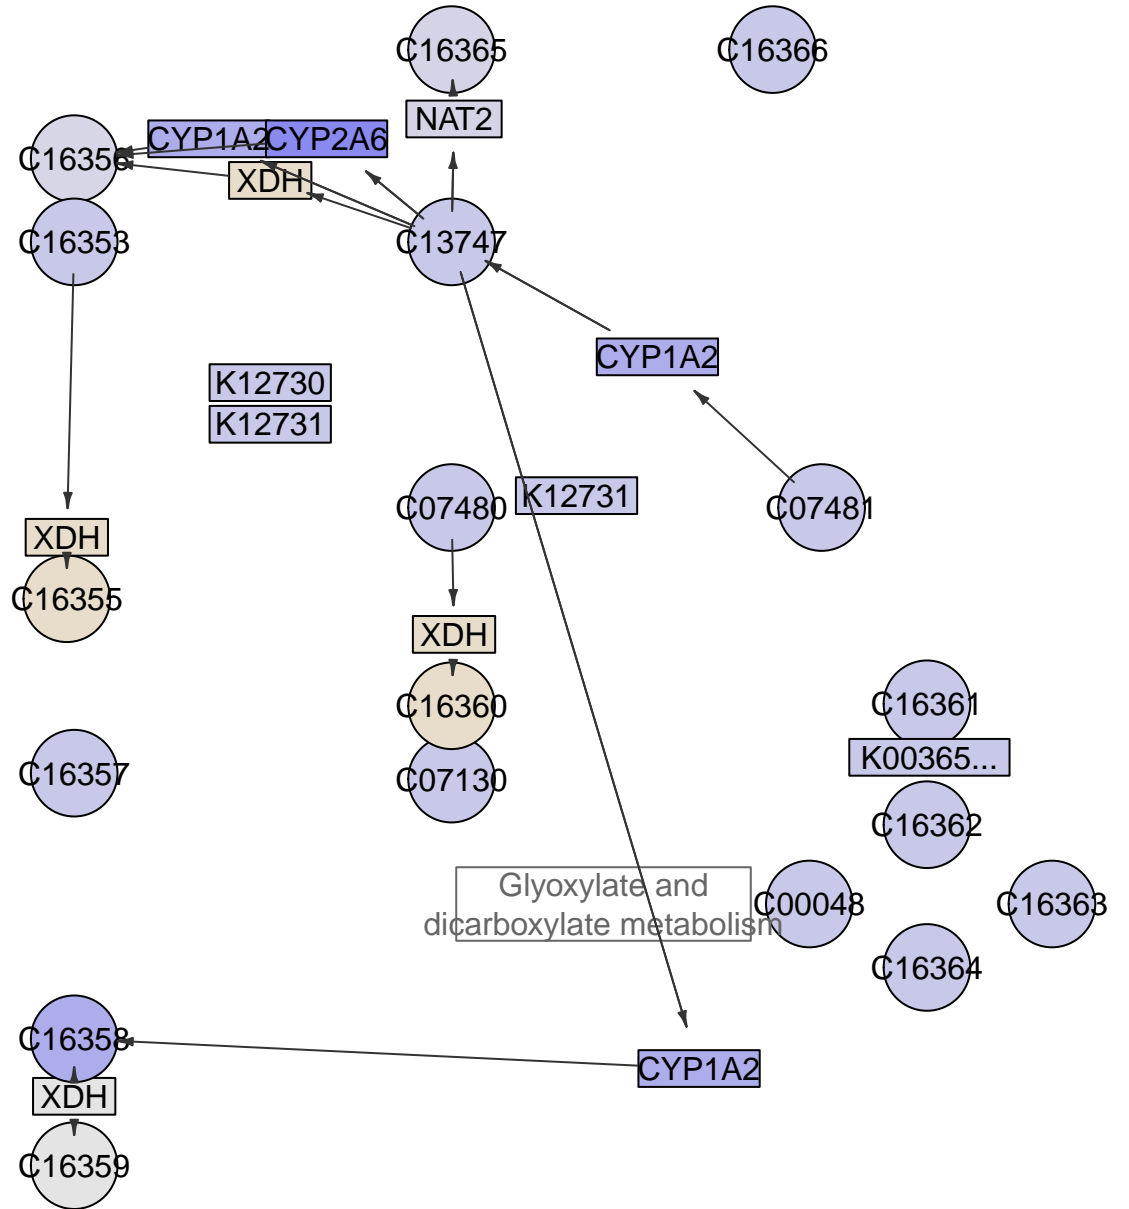 C16365
C16366
NAT2
CYP1A2
CYP2A6
C16356
XDH
C16353
C13747
CYP1A2
K12730
K12731
C07480
K12731
C07481
XDH
C16355
XDH
C16360
C16361
K00365...
C16357
C07130
C16362
Glyoxylate and
dicarboxylate metabolism
C00048
C16363
C16364
C16358
CYP1A2
XDH
C16359